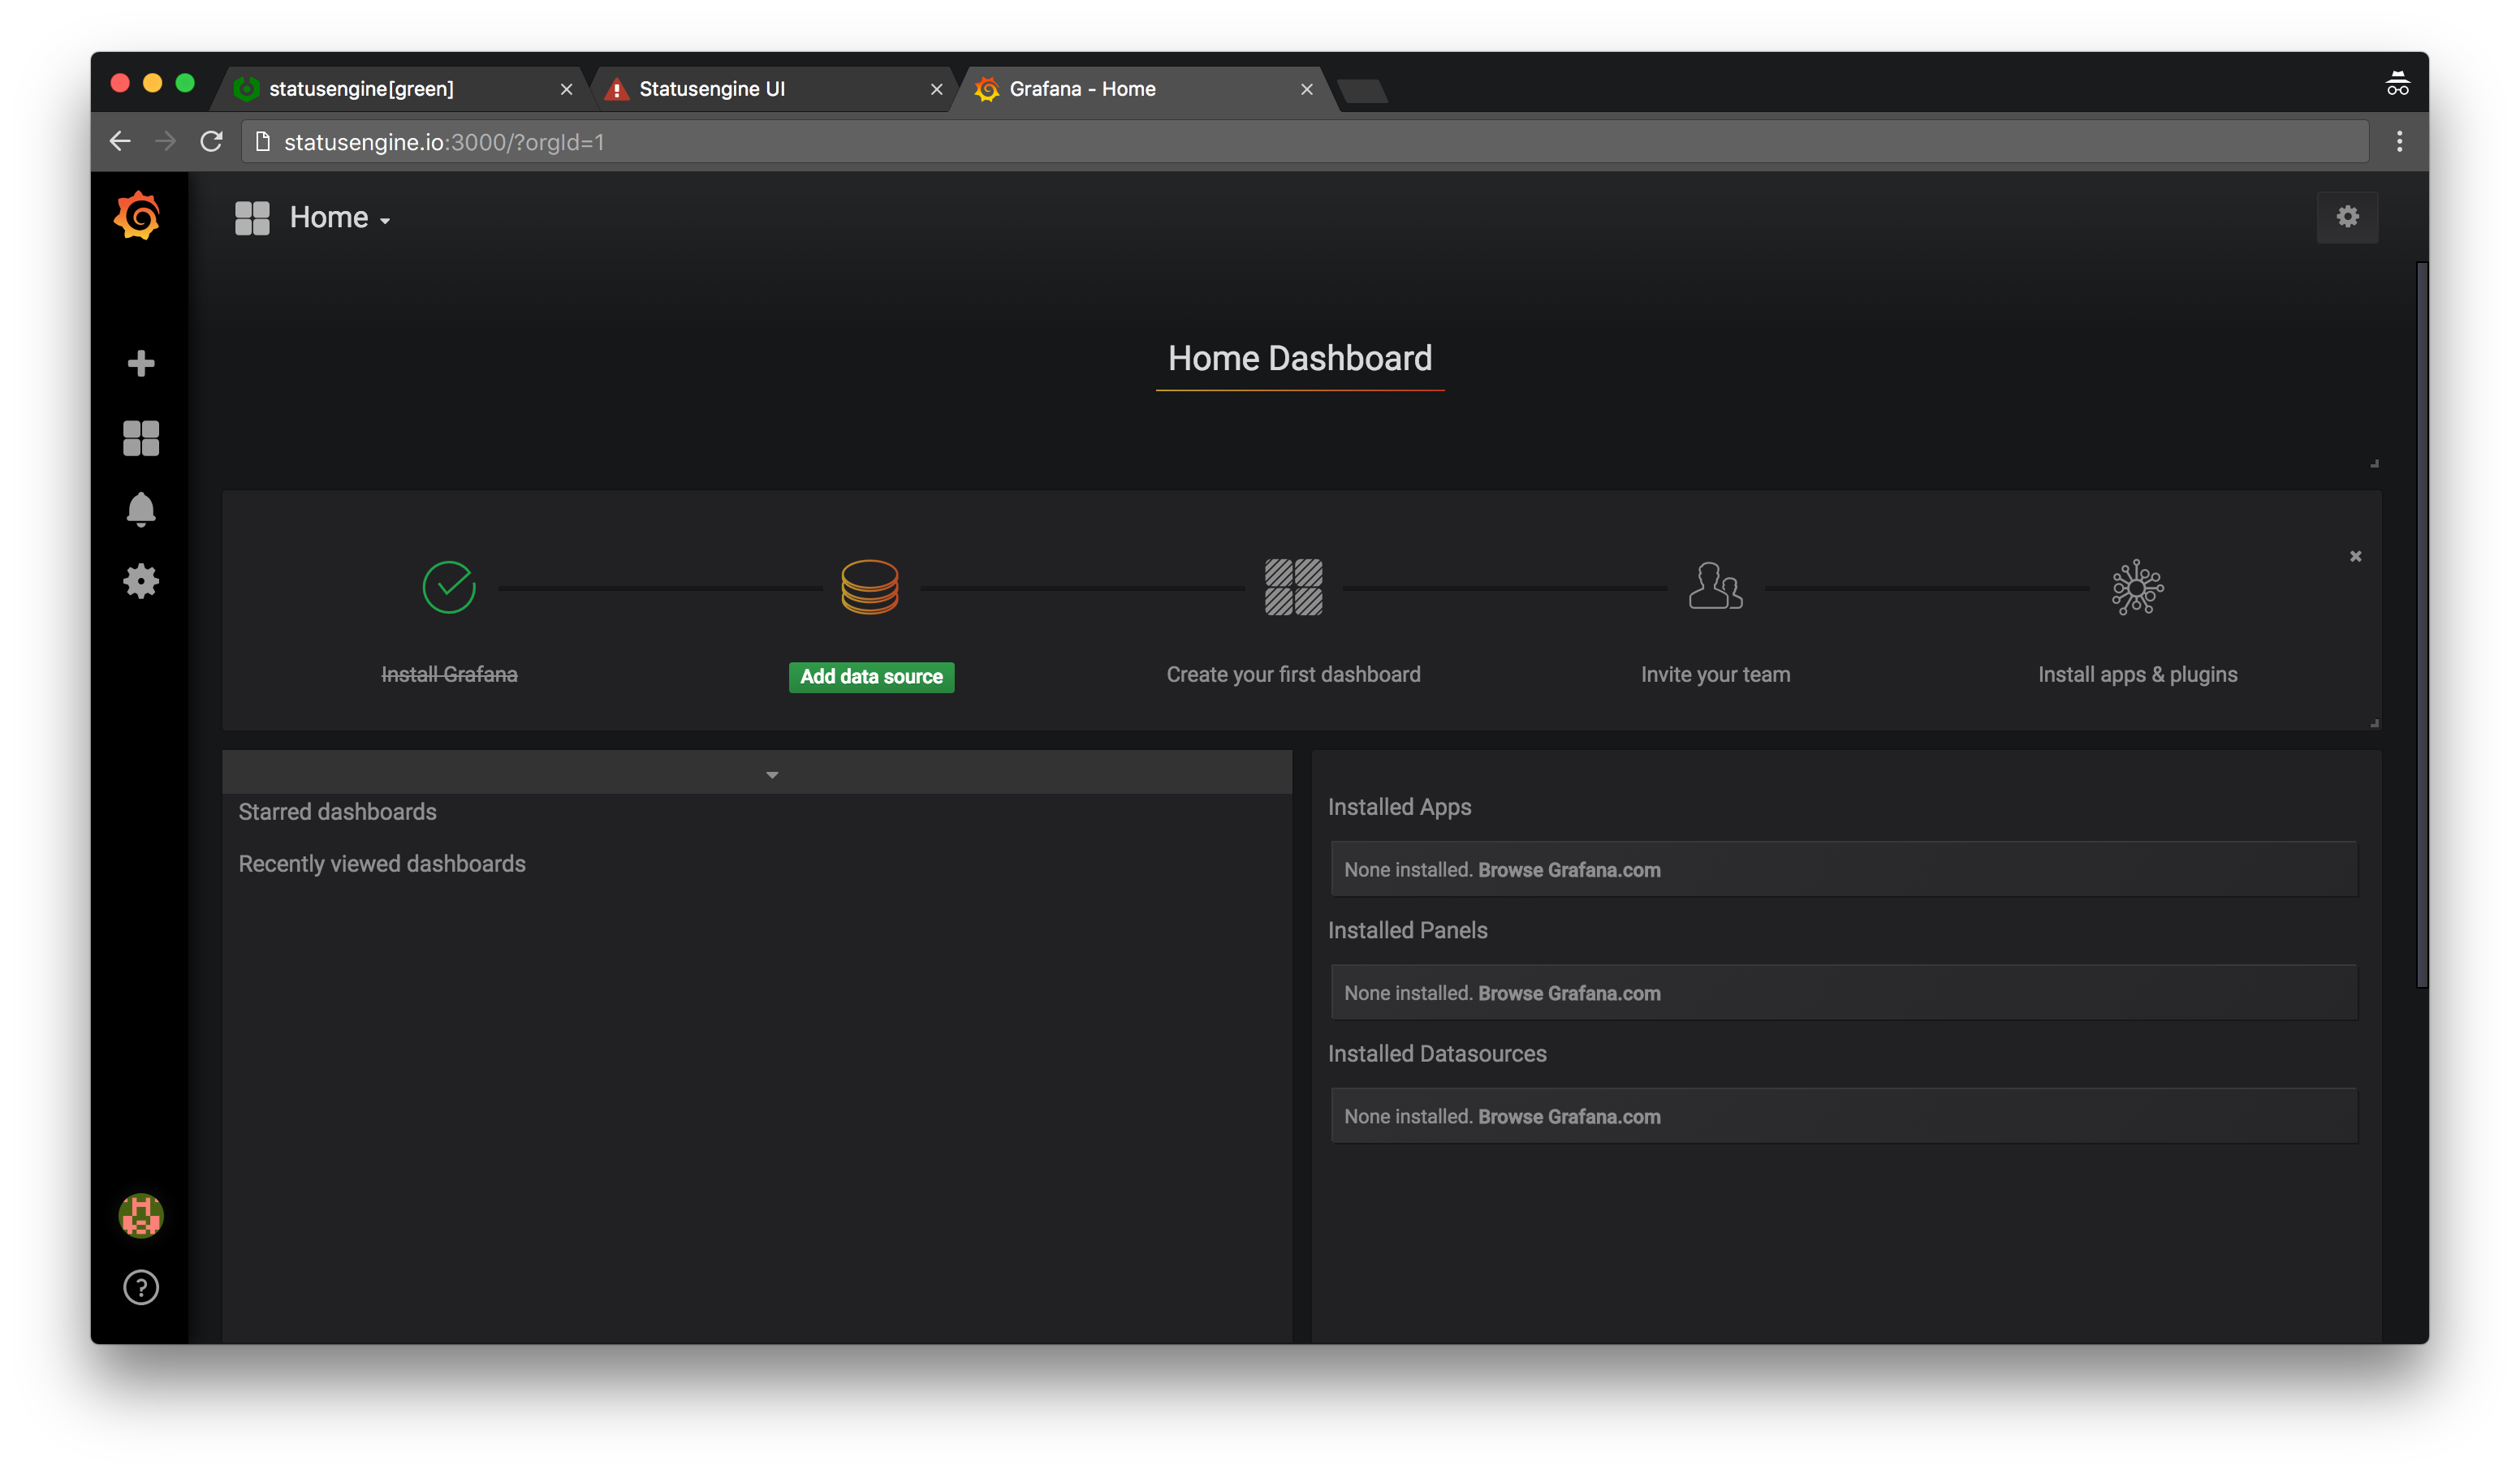 statusengine[green]
Statusengine UI
Grafana - Home
statusengine.io:3000/?orgId=1
Home
Home Dashboard
Install Grafana
Add data source
Create your first dashboard
Invite your team
Install apps & plugins
Starred dashboards
Recently viewed dashboards
Installed Apps
None installed. Browse Grafana.com
Installed Panels
None installed. Browse Grafana.com
Installed Datasources
None installed. Browse Grafana.com